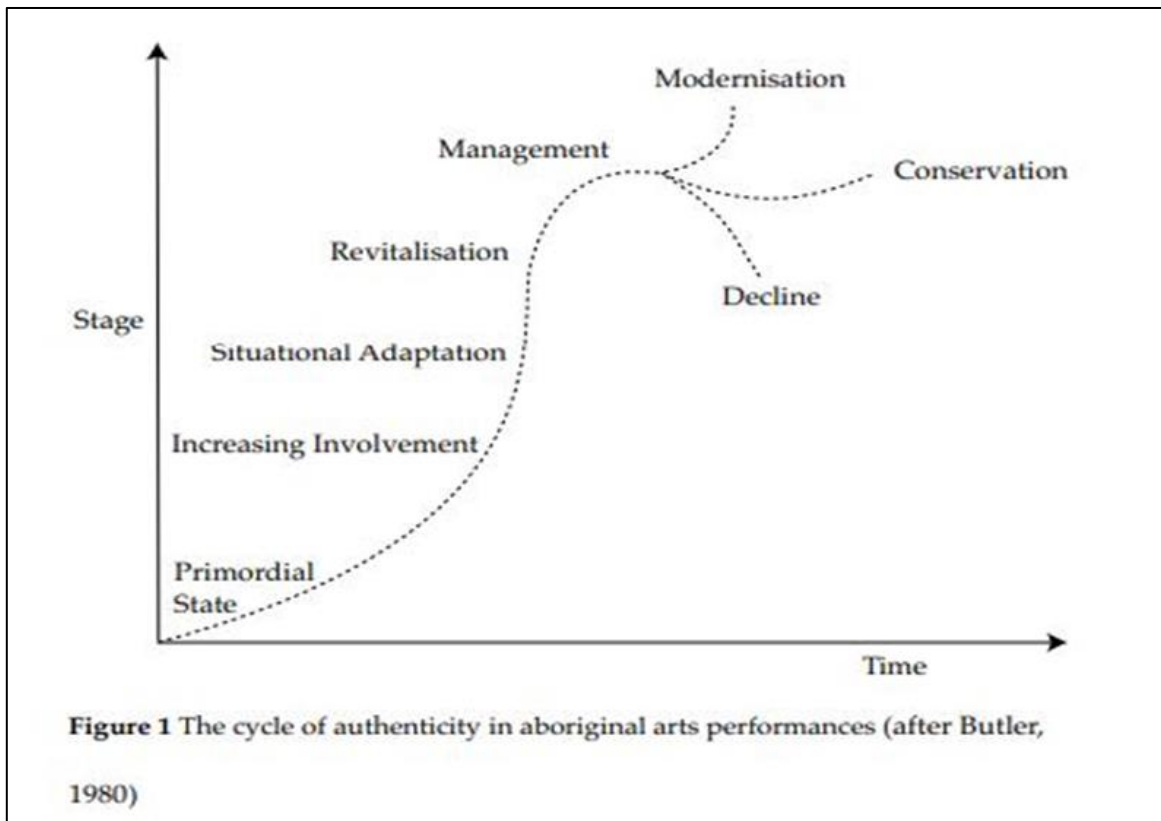 Modernisation
Management
Conservation
Revitalisation
Decline
Stage
Situational Adaptation
Increasing Involvement
Primordial
State
Time
Figure 1 The cycle of authenticity in aboriginal arts performances (after Butler,
1980)